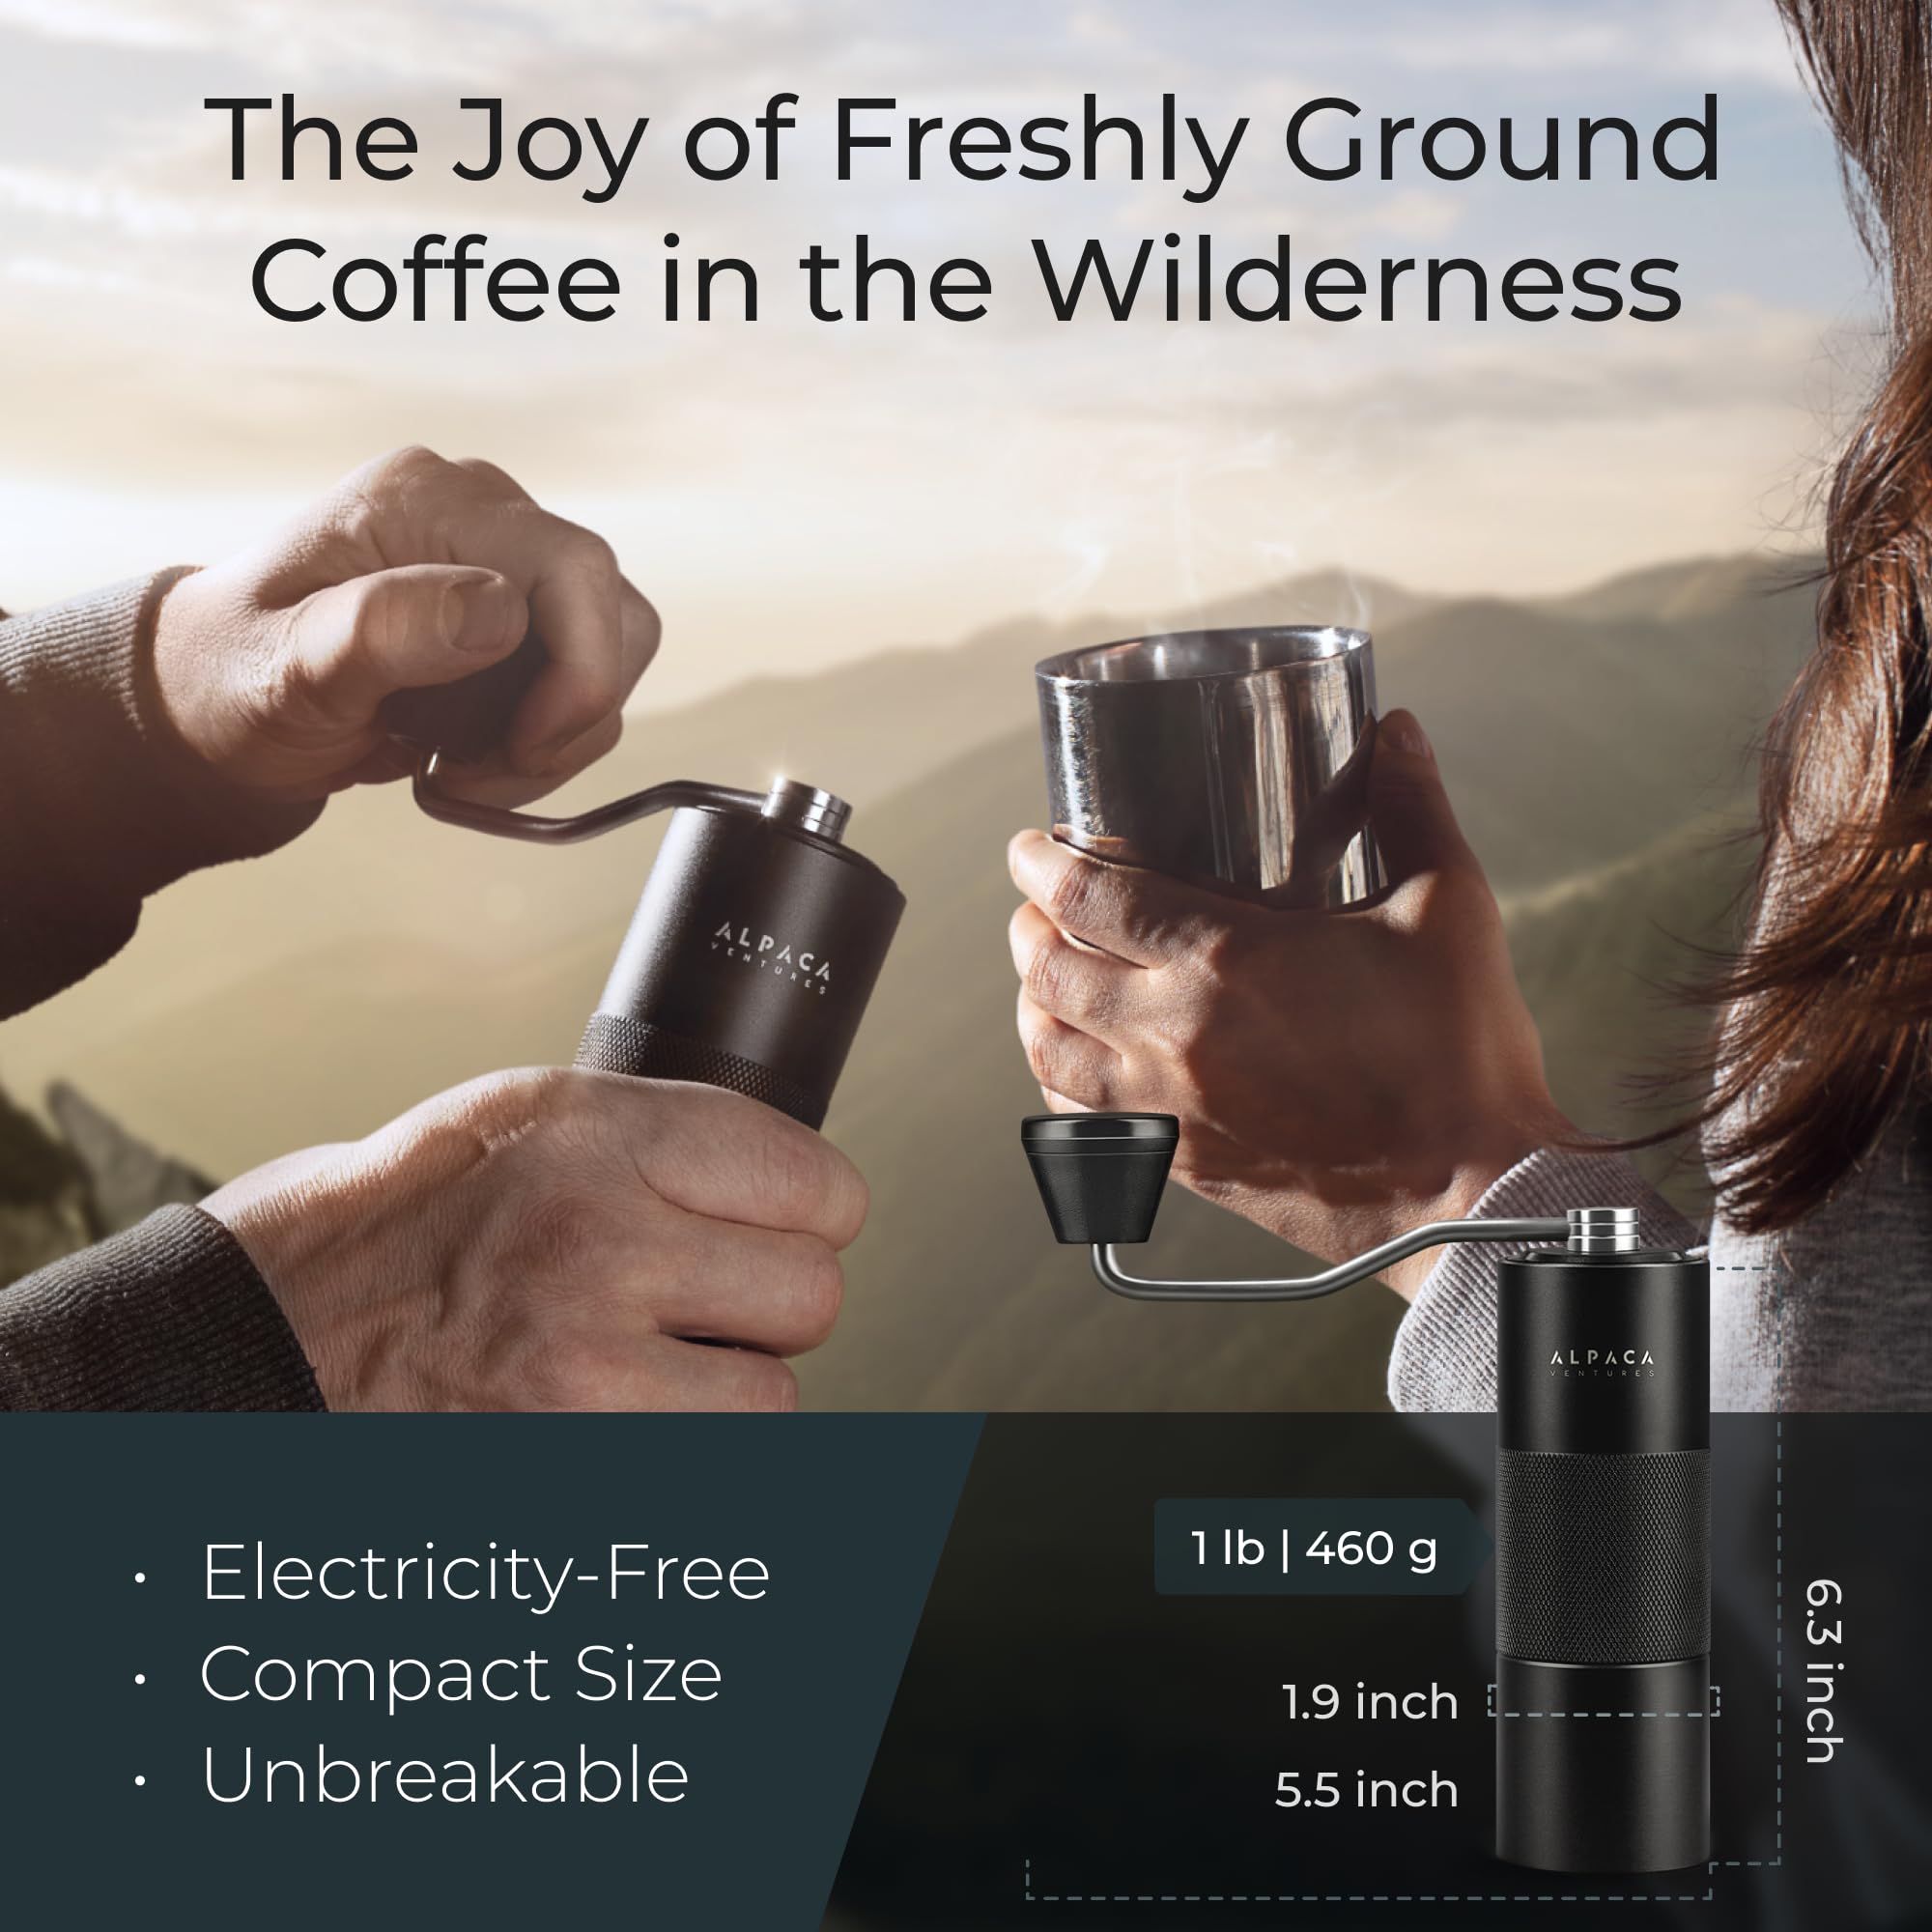 The Joy of Freshly Ground
Coffee in the Wilderness
ALPACA
VENTURES
ALPACA
VENTURES
• Electricity-Free
• Compact Size
• Unbreakable
1 lb | 460 g
1.9 inch
5.5 inch
6.3 inch